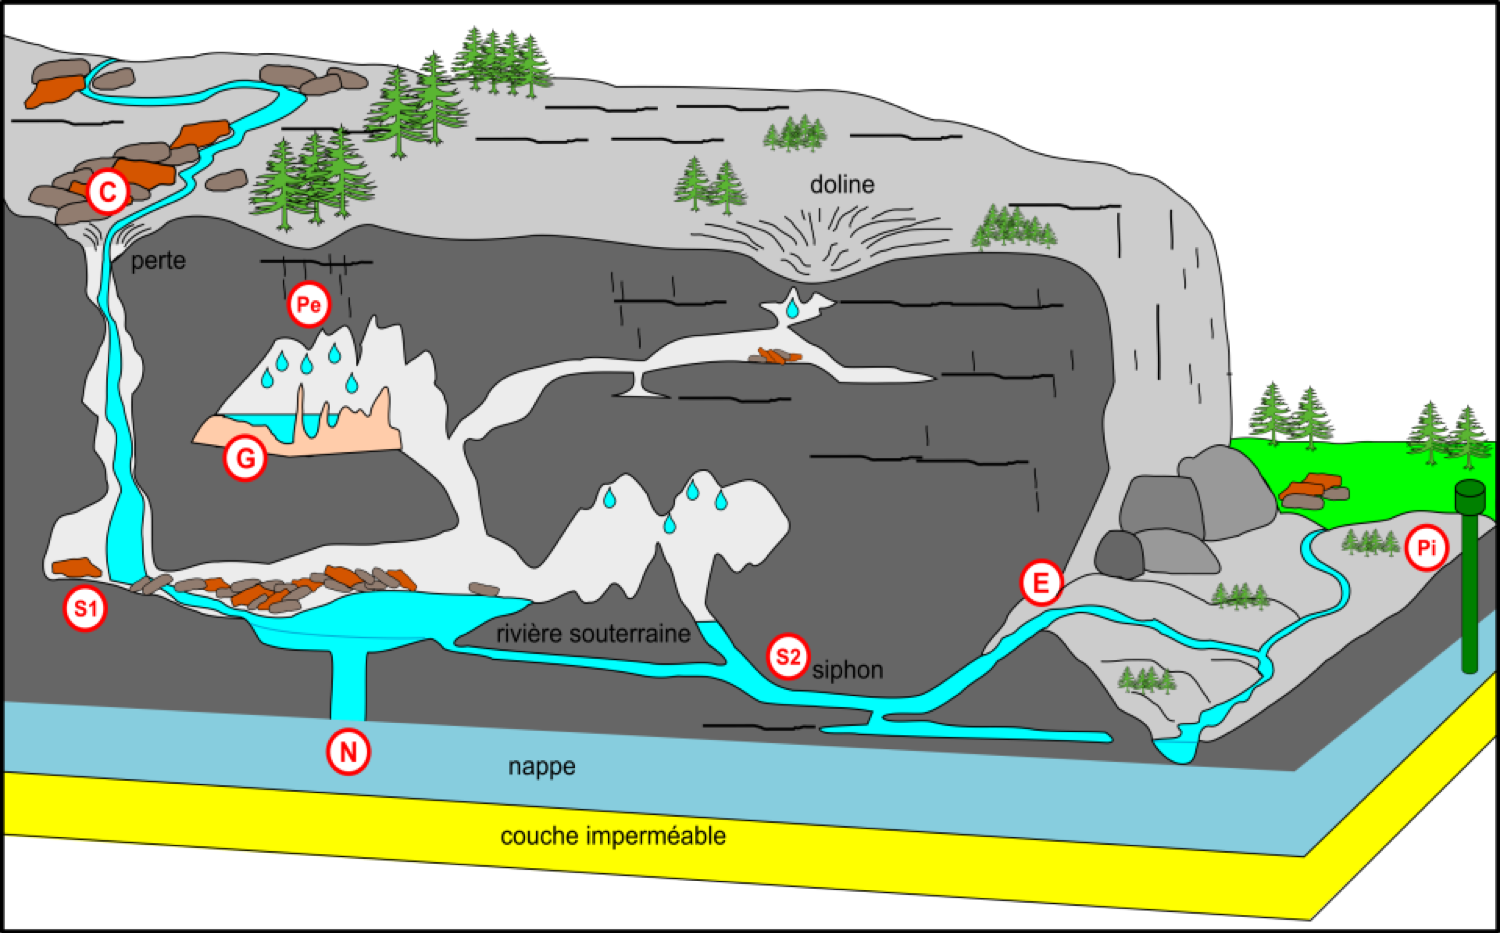 doline
C
perte
Pe
G
E
Pi
S1
rivière souterraine
S2
siphon
N
nappe
couche imperméable